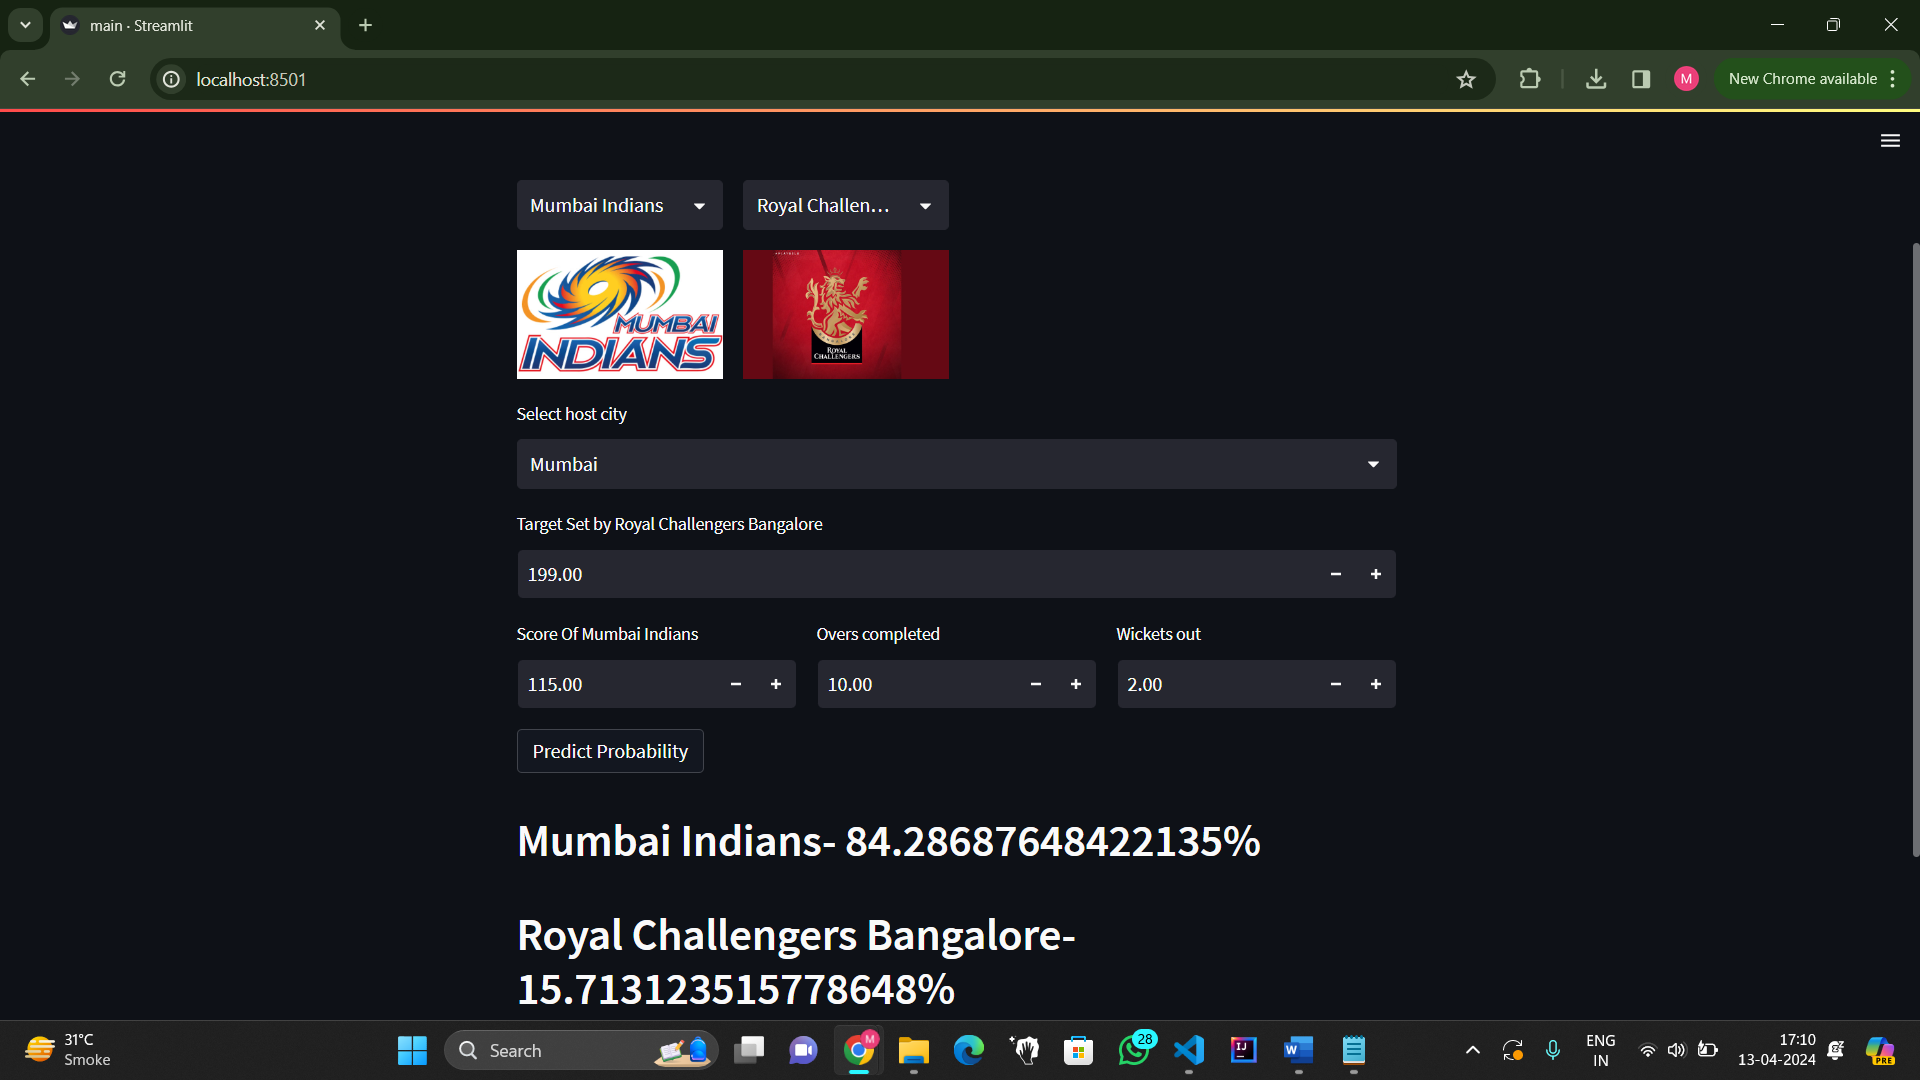 main · Streamlit
localhost:8501
M
New Chrome available
Mumbai Indians
Royal Challen...
MUMBAI
INDIANS
ROYAL
CHALLENGERS
Select host city
Mumbai
Target Set by Royal Challengers Bangalore
199.00
Score Of Mumbai Indians
Overs completed
Wickets out
115.00
10.00
2.00
Predict Probability
Mumbai Indians- 84.28687648422135%
Royal Challengers Bangalore-
15.713123515778648%
31°C
Smoke
Search
M
28
IJ
W
ENG
IN
17:10
13-04-2024
PRE